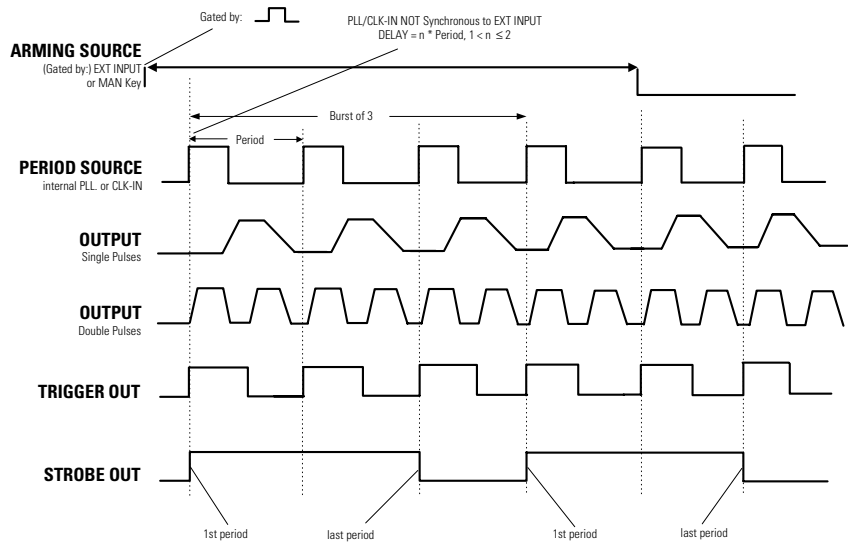 Gated by:
PLL/CLK-IN NOT Synchronous to EXT INPUT
DELAY = n * Period, 1 < n ≤ 2
ARMING SOURCE
(Gated by:) EXT INPUT
or MAN Key
Burst of 3
Period
PERIOD SOURCE
internal PLL. or CLK-IN
OUTPUT
Single Pulses
OUTPUT
Double Pulses
TRIGGER OUT
STROBE OUT
1st period
last period
1st period
last period